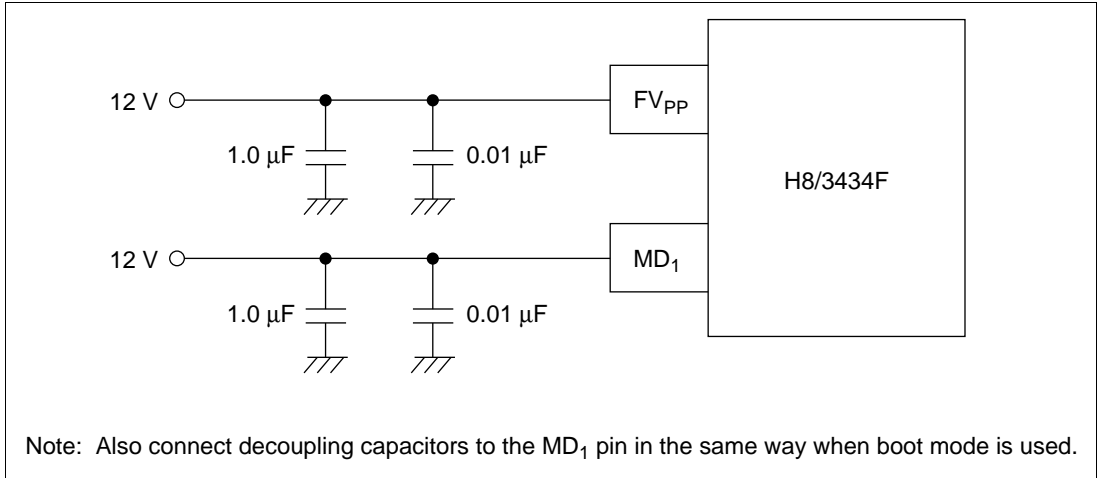 12 V
FVPP
1.0 μF
0.01 μF
H8/3434F
12 V
MD1
1.0 μF
0.01 μF
Note: Also connect decoupling capacitors to the MD1 pin in the same way when boot mode is used.